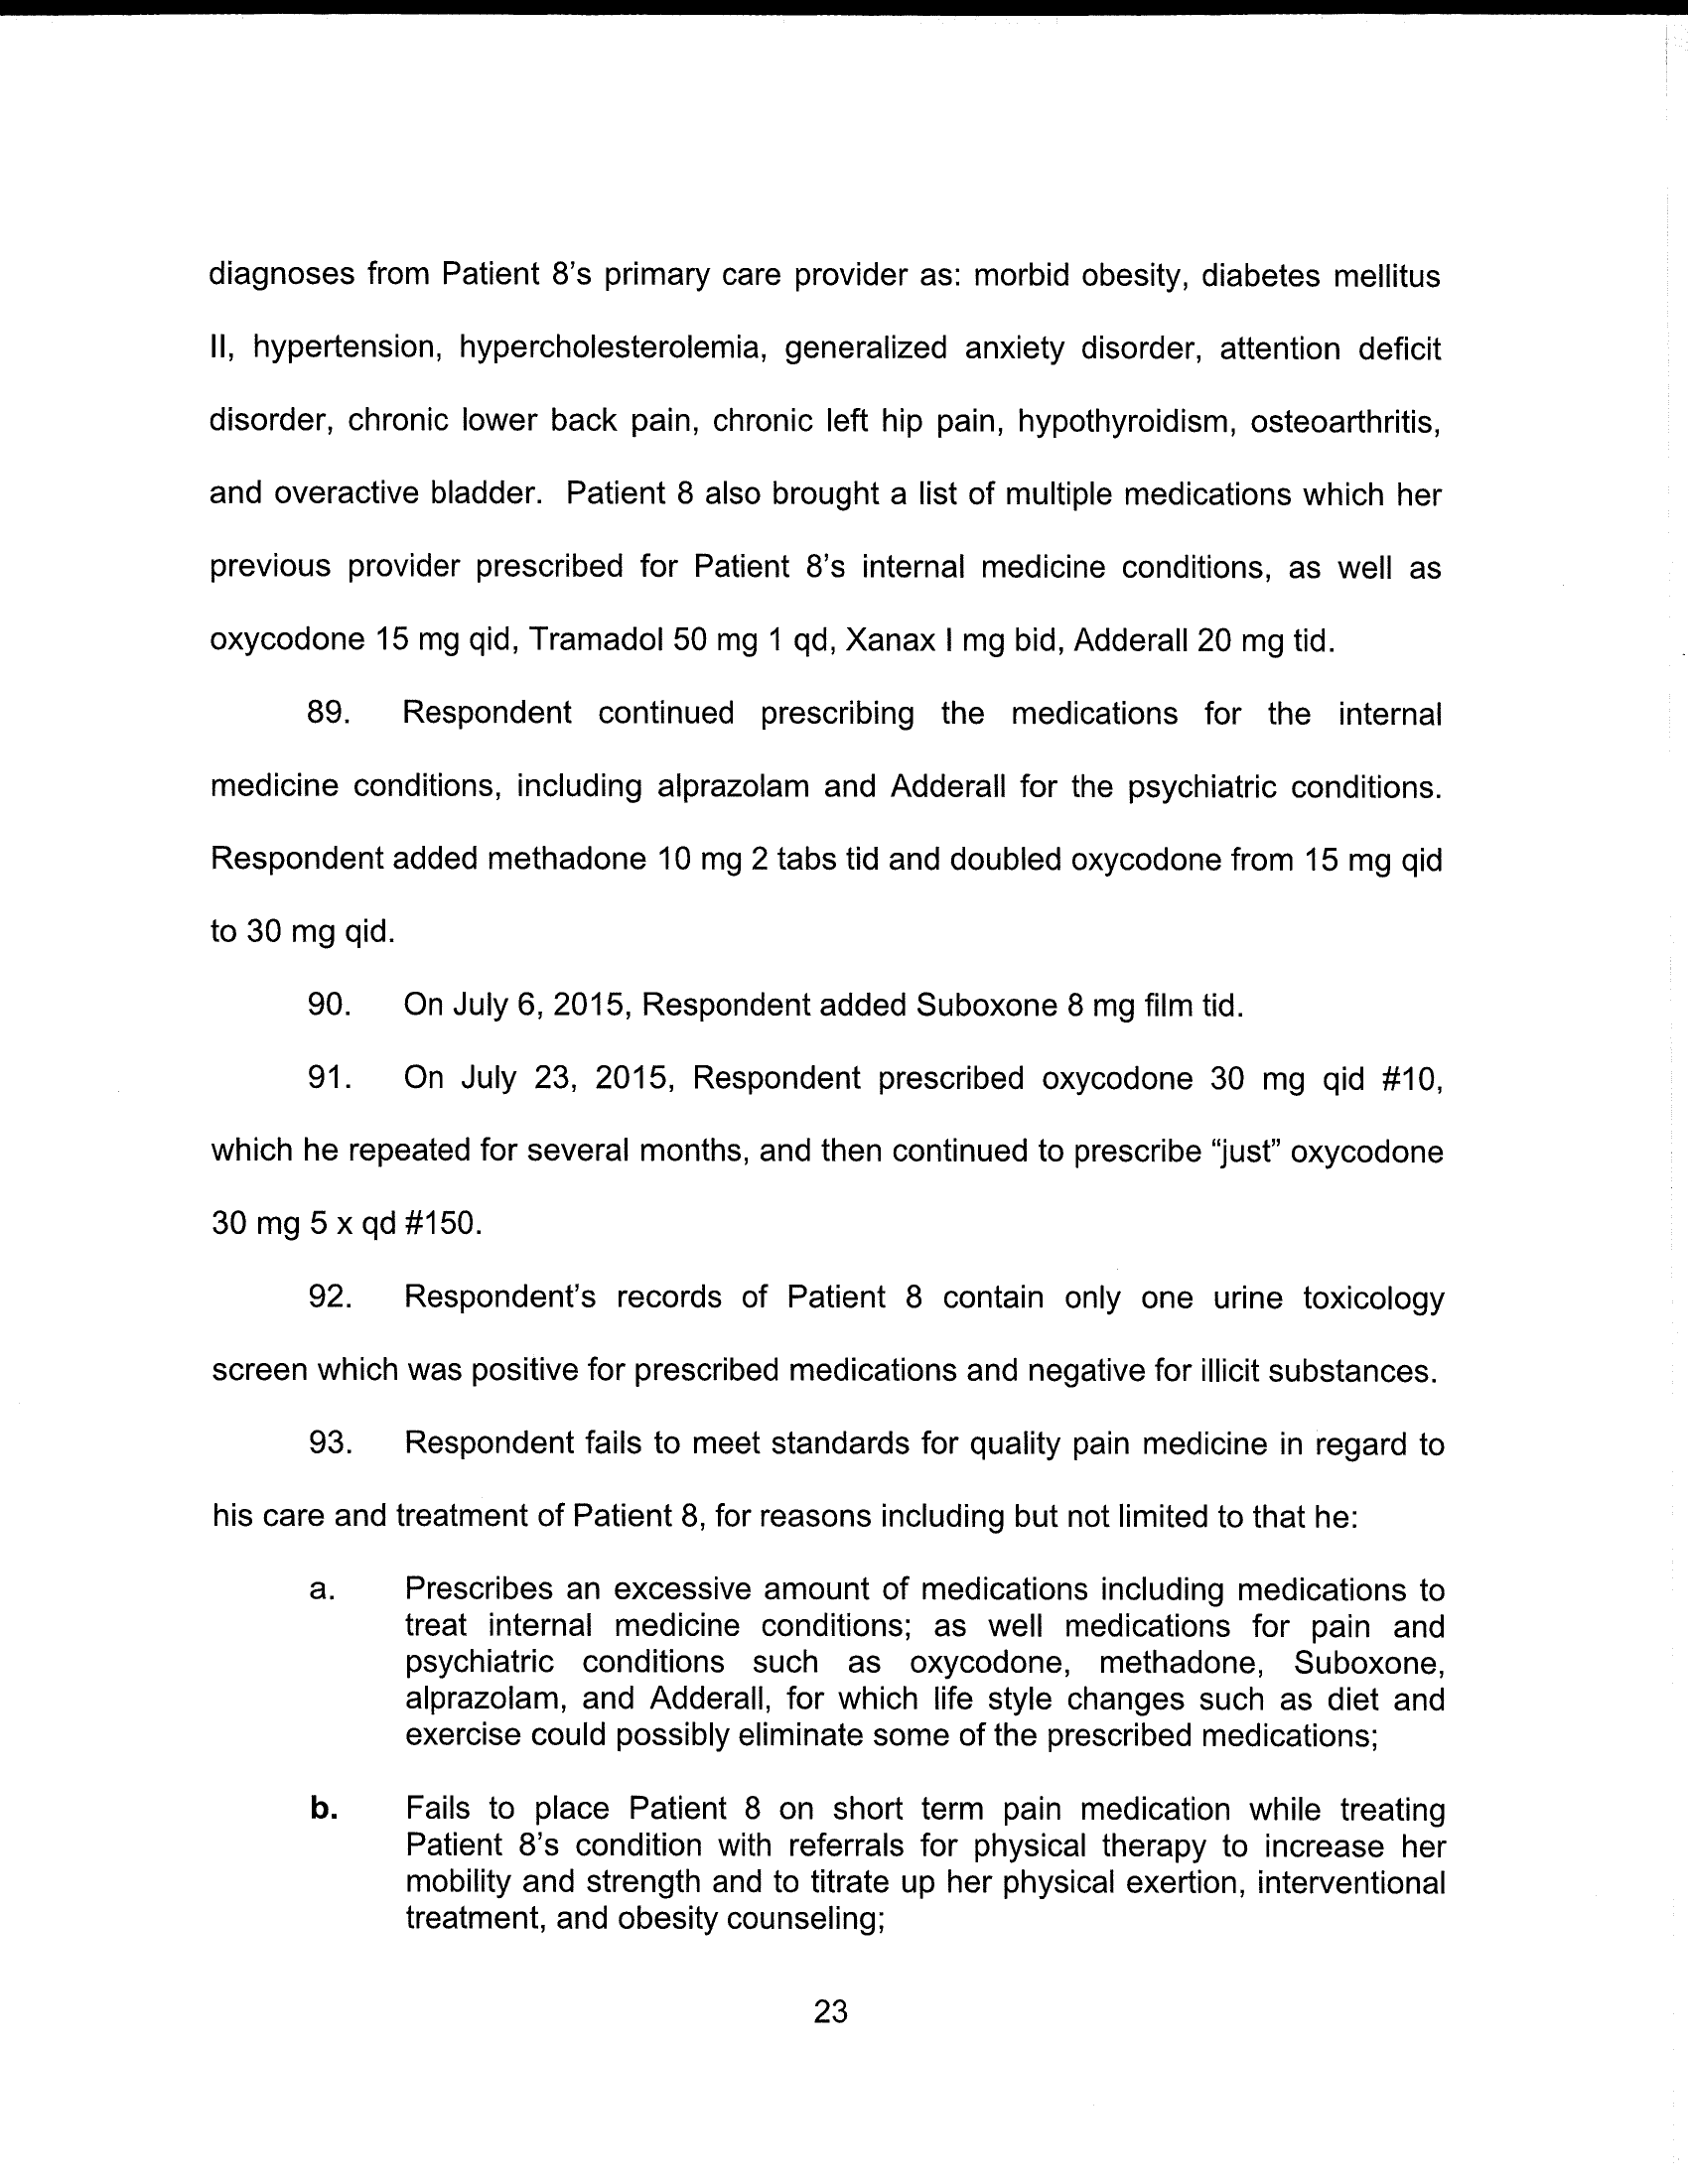 diagnoses from Patient 8’s primary care provider as: morbid obesity, diabetes mellitus
II, hypertension, hypercholesterolemia, generalized anxiety disorder, attention deficit
disorder, chronic lower back pain, chronic left hip pain, hypothyroidism, osteoarthritis,
and overactive bladder. Patient 8 also brought a list of multiple medications which her
previous provider prescribed for Patient 8’s internal medicine conditions, as well as
oxycodone 15 mg qid, Tramadol 50 mg 1 qd, Xanax I mg bid, Adderall 20 mg tid.
89. Respondent continued prescribing the medications for the internal
medicine conditions, including alprazolam and Adderall for the psychiatric conditions.
Respondent added methadone 10 mg 2 tabs tid and doubled oxycodone from 15 mg qid
to 30 mg qid.
90. On July 6, 2015, Respondent added Suboxone 8 mg film tid.
91. On July 23, 2015, Respondent prescribed oxycodone 30 mg qid #10,
which he repeated for several months, and then continued to prescribe “just” oxycodone
30 mg 5 x qd #150.
92. Respondent’s records of Patient 8 contain only one urine toxicology
screen which was positive for prescribed medications and negative for illicit substances.
93. Respondent fails to meet standards for quality pain medicine in regard to
his care and treatment of Patient 8, for reasons including but not limited to that he:
a. Prescribes an excessive amount of medications including medications to
treat internal medicine conditions; as well medications for pain and
psychiatric conditions such as oxycodone, methadone, Suboxone,
alprazolam, and Adderall, for which life style changes such as diet and
exercise could possibly eliminate some of the prescribed medications;
b. Fails to place Patient 8 on short term pain medication while treating
Patient 8’s condition with referrals for physical therapy to increase her
mobility and strength and to titrate up her physical exertion, interventional
treatment, and obesity counseling;
23